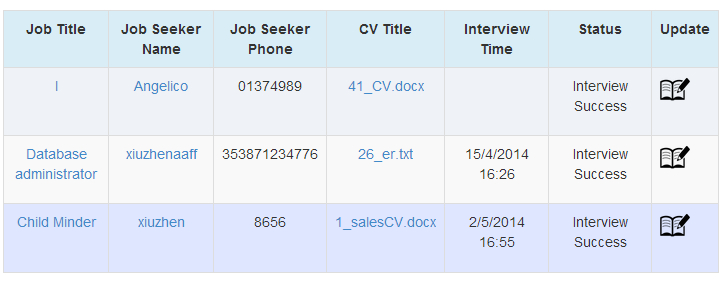 Job Title Job Seeker Name Job Seeker Phone CV Title Interview Time Status Update
l Angelico 01374989 41_CV.docx Interview Success
Database administrator xiuzhenaaff 353871234776 26_er.txt 15/4/2014 16:26 Interview Success
Child Minder xiuzhen 8656 1_salesCV.docx 2/5/2014 16:55 Interview Success